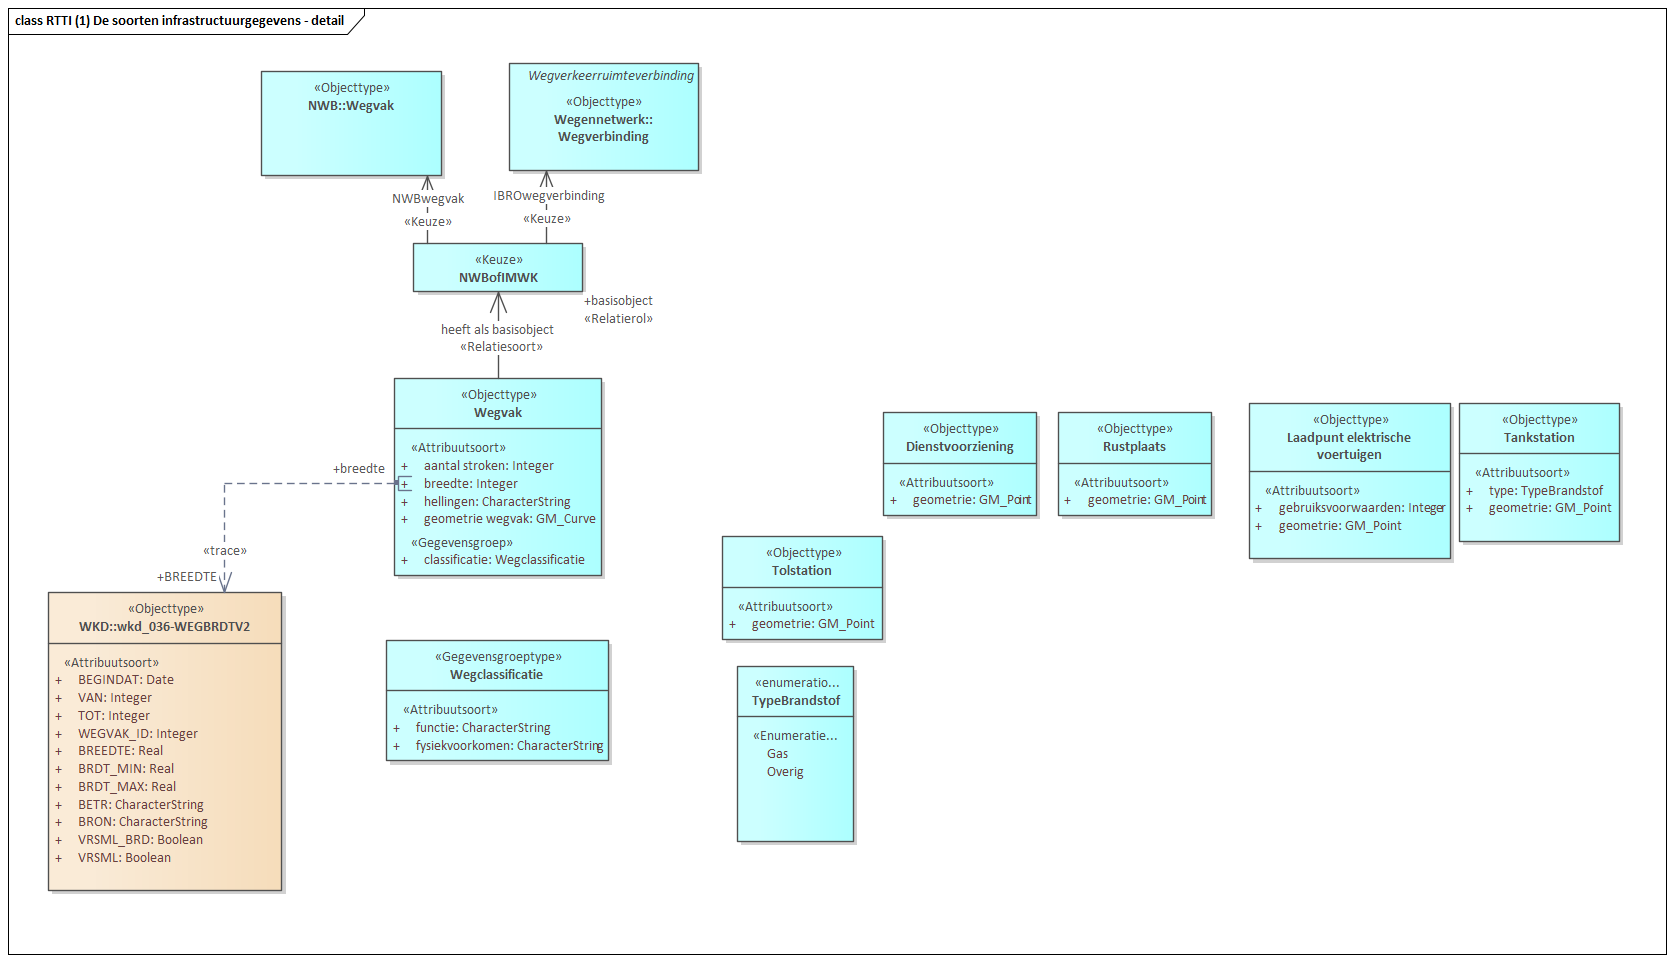 class RTTI (1) De soorten infrastructuurgegevens - detail
«Objecttype»
NWB::Wegvak
Wegverkeerruimteverbinding
«Objecttype»
Wegennetwerk::
Wegverbinding
NWBwegvak
«Keuze»
IBROwegverbinding
«Keuze»
«Keuze»
NWBofIMWK
+basisobject
«Relatierol»
heeft als basisobject
«Relatiesoort»
«Objecttype»
Wegvak
«Attribuutsoort»
+ aantal stroken: Integer
+ breedte: Integer
+ hellingen: CharacterString
+ geometrie wegvak: GM_Curve
«Gegevensgroep»
+ classificatie: Wegclassificatie
+breedte
«trace»
+BREEDTE
«Objecttype»
WKD::wkd_036-WEGBRDTV2
«Attribuutsoort»
+ BEGINDAT: Date
+ VAN: Integer
+ TOT: Integer
+ WEGVAK_ID: Integer
+ BREEDTE: Real
+ BRDT_MIN: Real
+ BRDT_MAX: Real
+ BETR: CharacterString
+ BRON: CharacterString
+ VRSML_BRD: Boolean
+ VRSML: Boolean
«Gegevensgroeptype»
Wegclassificatie
«Attribuutsoort»
+ functie: CharacterString
+ fysiekvoorkomen: CharacterString
«Objecttype»
Tolstation
«Attribuutsoort»
+ geometrie: GM_Point
«enumeratio...
TypeBrandstof
«Enumeratie...
Gas
Overig
«Objecttype»
Dienstvoorziening
«Attribuutsoort»
+ geometrie: GM_Point
«Objecttype»
Rustplaats
«Attribuutsoort»
+ geometrie: GM_Point
«Objecttype»
Laadpunt elektrische
voertuigen
«Attribuutsoort»
+ gebruiksvoorwaarden: Integer
+ geometrie: GM_Point
«Objecttype»
Tankstation
«Attribuutsoort»
+ type: TypeBrandstof
+ geometrie: GM_Point